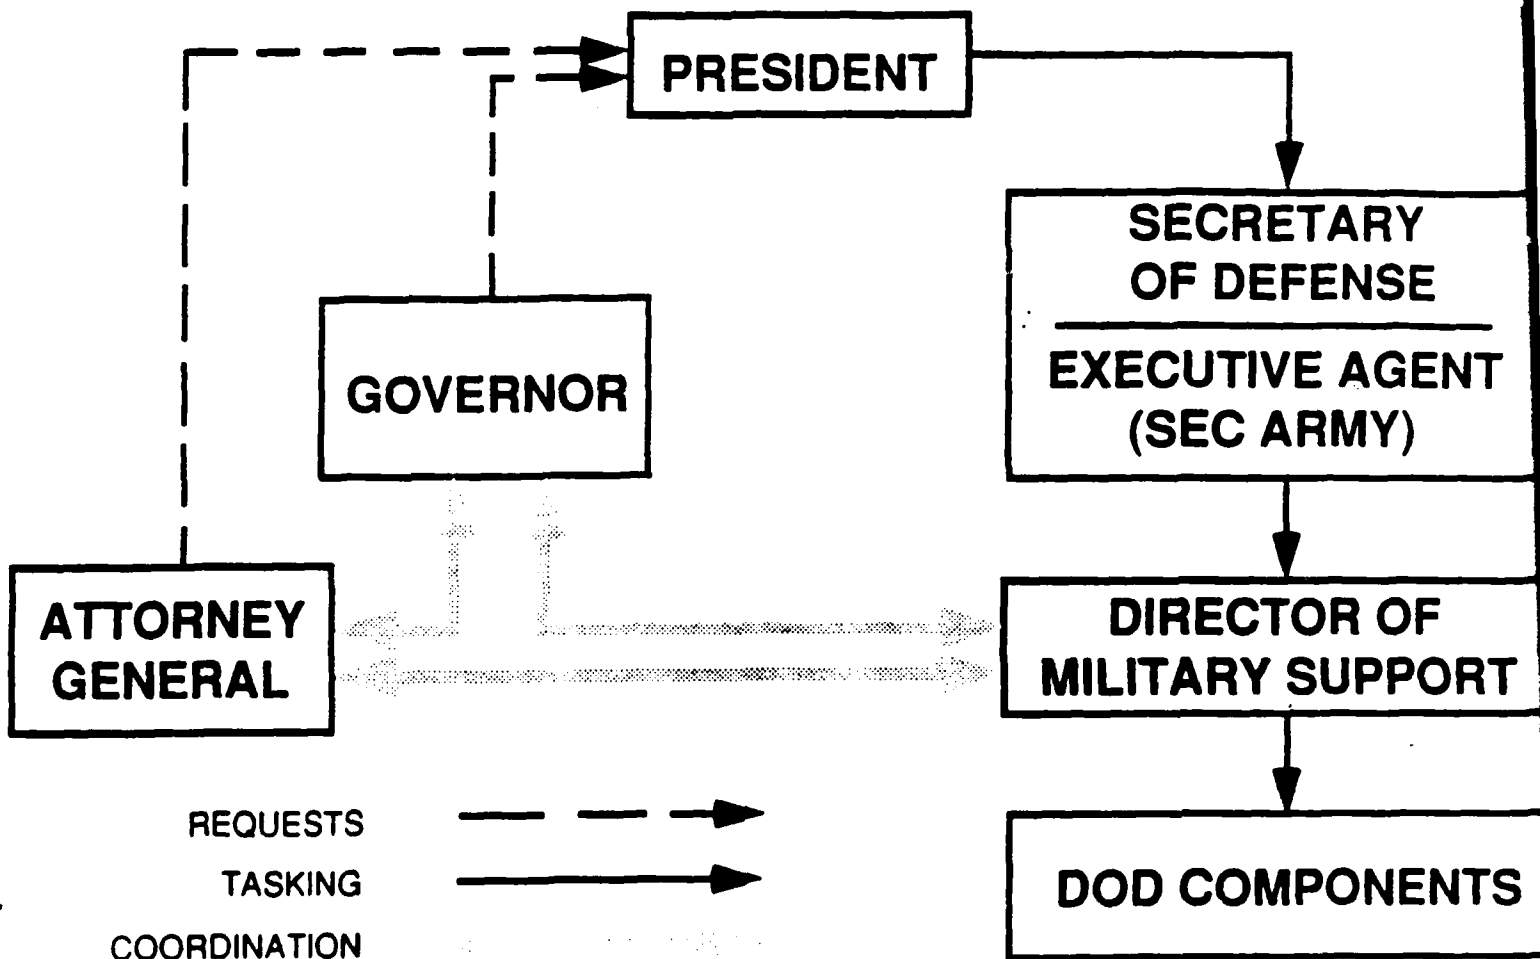 PRESIDENT
SECRETARY
OF DEFENSE
EXECUTIVE AGENT
(SEC ARMY)
GOVERNOR
ATTORNEY
GENERAL
DIRECTOR OF
MILITARY SUPPORT
DOD COMPONENTS
REQUESTS
TASKING
COORDINATION